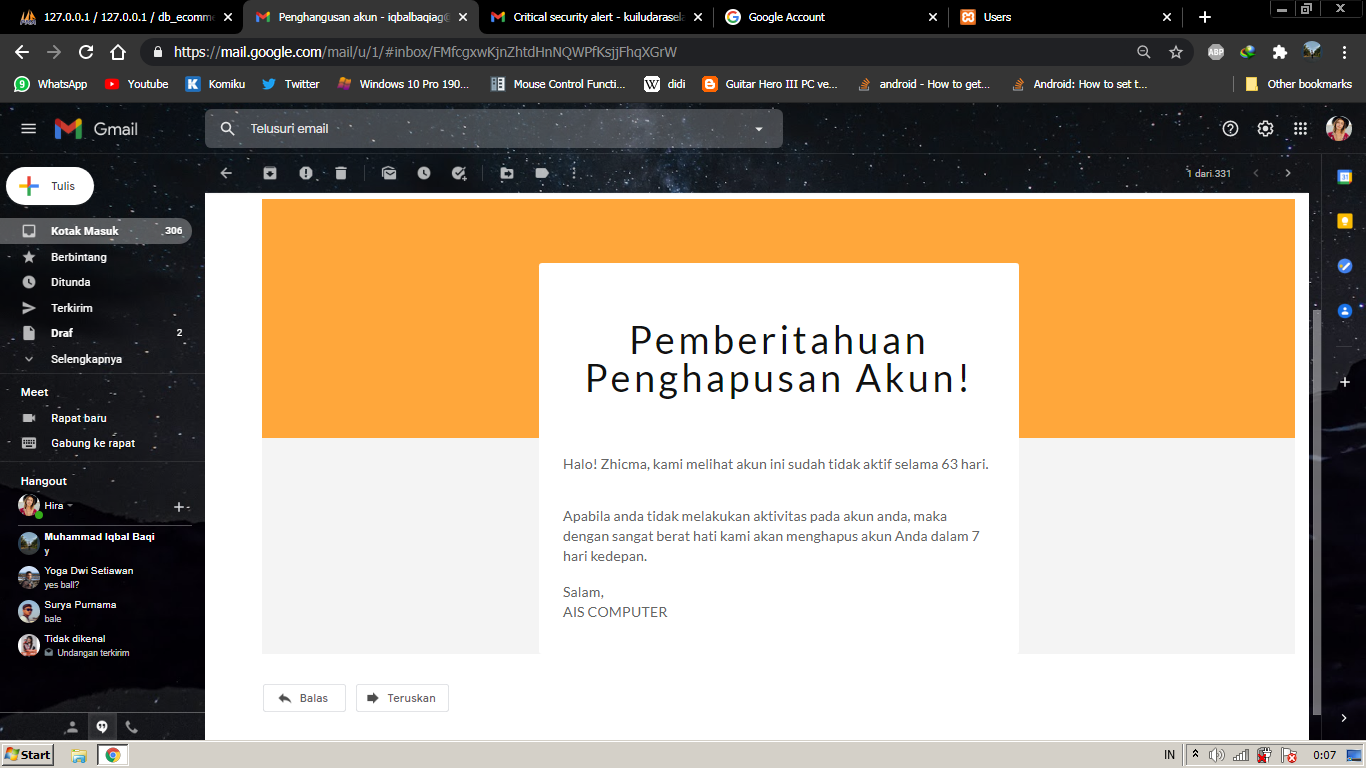 127.0.0.1 / 127.0.0.1 / db_ecomme
Penghangusan akun - iqbalbaqiag@
Critical security alert - kuiludarasela
Google Account
Users
https://mail.google.com/mail/u/1/#inbox/FMfcgxwKjnZhtdHnNQWPfKsjjFhqXGrW
ABP
WhatsApp
Youtube
Komiku
Twitter
Windows 10 Pro 190...
Mouse Control Functi...
W didi
Guitar Hero III PC ve...
android - How to get...
Android: How to set t...
Other bookmarks
Gmail
Telusuri email
Tulis
1 dari 331
Kotak Masuk 306
Berbintang
Ditunda
Terkirim
Draf 2
Selengkapnya
Meet
Rapat baru
Gabung ke rapat
Hangout
Hira
Muhammad Iqbal Baqi
y
Yoga Dwi Setiawan
yes ball?
Surya Purnama
bale
Tidak dikenal
Undangan terkirim
Pemberitahuan
Penghapusan Akun!
Halo! Zhicma, kami melihat akun ini sudah tidak aktif selama 63 hari.
Apabila anda tidak melakukan aktivitas pada akun anda, maka
dengan sangat berat hati kami akan menghapus akun Anda dalam 7
hari kedepan.
Salam,
AIS COMPUTER
Balas
Teruskan
Start
IN
0:07